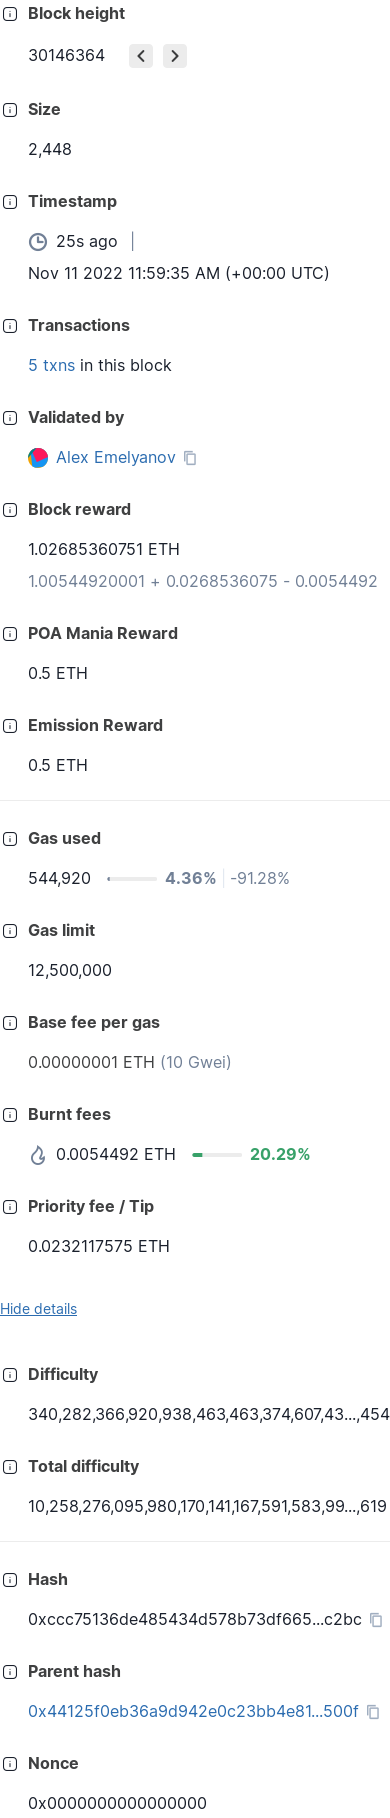 Block height
30146364
Size
2,448
Timestamp
25s ago
Nov 11 2022 11:59:35 AM (+00:00 UTC)
Transactions
5 txns in this block
Validated by
Alex Emelyanov
Block reward
1.02685360751 ETH
1.00544920001 + 0.0268536075 - 0.0054492
POA Mania Reward
0.5 ETH
Emission Reward
0.5 ETH
Gas used
544,920 4.36% -91.28%
Gas limit
12,500,000
Base fee per gas
0.00000001 ETH (10 Gwei)
Burnt fees
0.0054492 ETH 20.29%
Priority fee / Tip
0.0232117575 ETH
Hide details
Difficulty
340,282,366,920,938,463,463,374,607,43...,454
Total difficulty
10,258,276,095,980,170,141,167,591,583,99...,619
Hash
0xccc75136de485434d578b73df665...c2bc
Parent hash
0x44125f0eb36a9d942e0c23bb4e81...500f
Nonce
0x0000000000000000